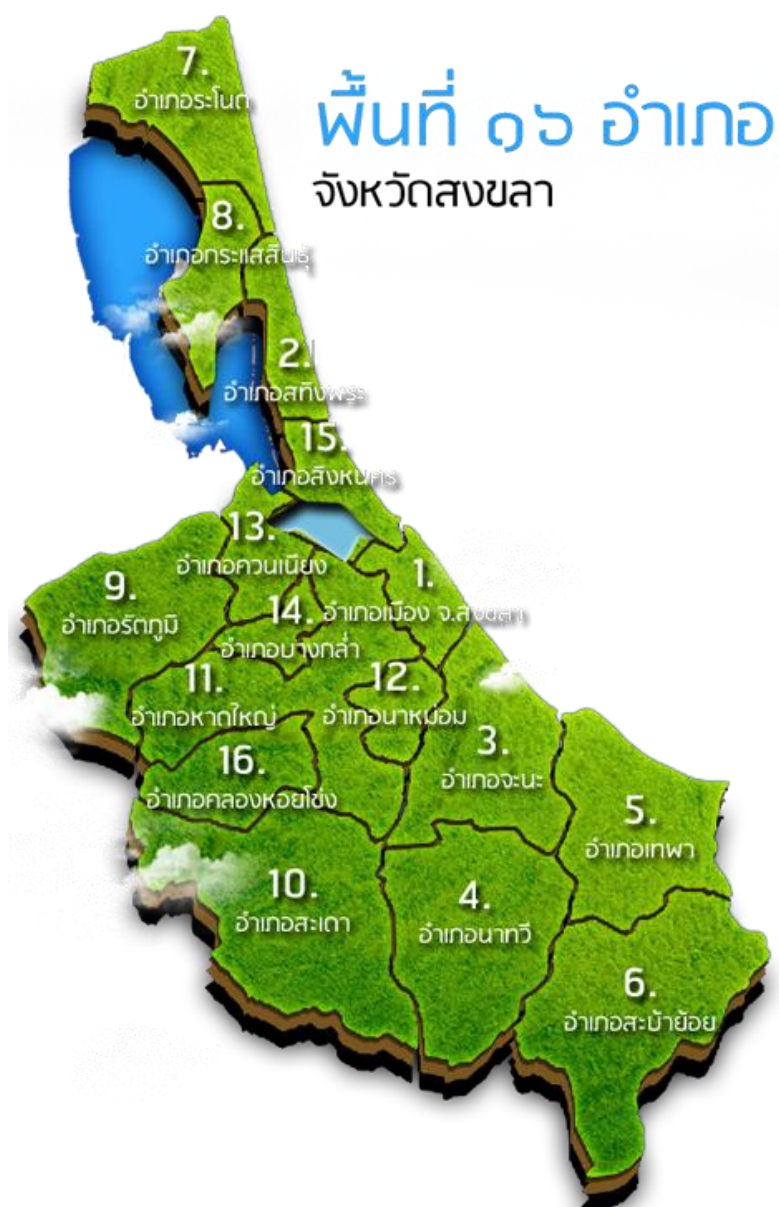 7.
อำเภอระโนด
พื้นที่ ๑๖ อำเภอ
จังหวัดสงขลา
8.
อำเภอกระแสสินธุ์
2.
อำเภอสทิงพระ
15.
อำเภอสิงหนคร
13.
อำเภอควนเนียง
1.
อำเภอเมือง จ.สงขลา
9.
อำเภอรัตภูมิ
14.
อำเภอบางกล่ำ
11.
อำเภอหาดใหญ่
12.
อำเภอนาหม่อม
3.
อำเภอจะนะ
16.
อำเภอคลองหอยโข่ง
5.
อำเภอเทพา
10.
อำเภอสะเดา
4.
อำเภอนาทวี
6.
อำเภอสะบ้าย้อย